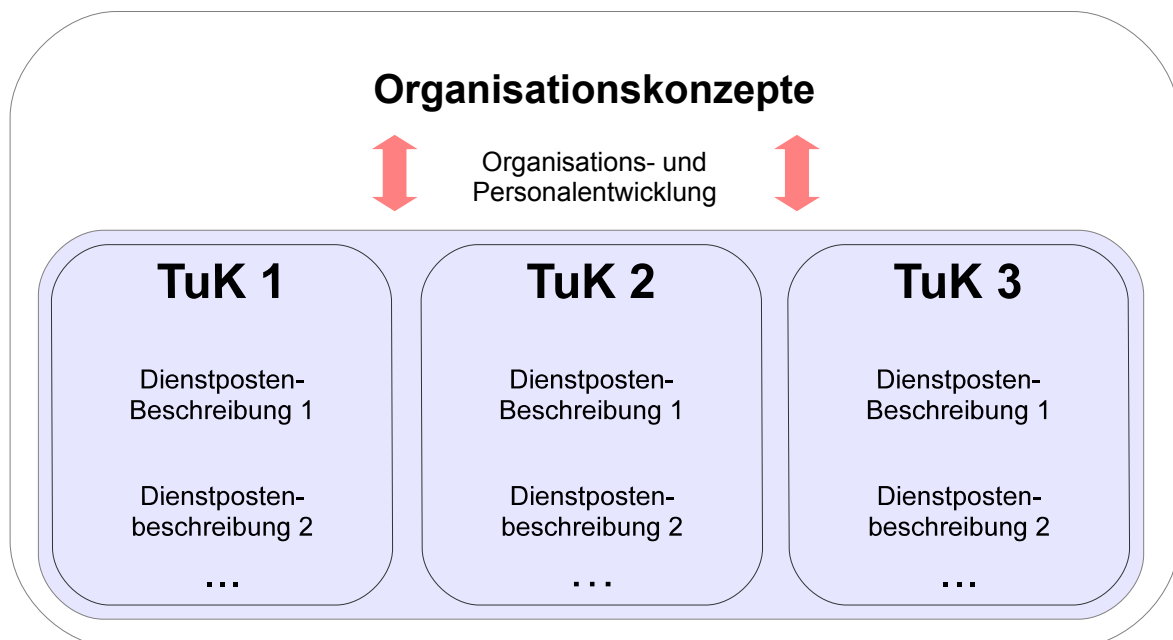 Organisationskonzepte
Organisations- und
Personalentwicklung
TuK 1
Dienstposten-
Beschreibung 1
Dienstposten-
beschreibung 2
...
TuK 2
Dienstposten-
Beschreibung 1
Dienstposten-
beschreibung 2
...
TuK 3
Dienstposten-
Beschreibung 1
Dienstposten-
beschreibung 2
...